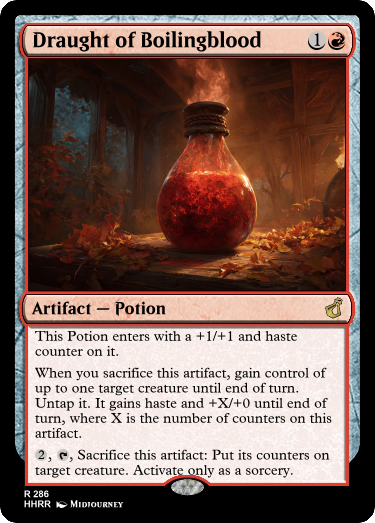 Draught of Boilingblood 1
Artifact — Potion
This Potion enters with a +1/+1 and haste
counter on it.
When you sacrifice this artifact, gain control of
up to one target creature until end of turn.
Untap it. It gains haste and +X/+0 until end of
turn, where X is the number of counters on this
artifact.
2, , Sacrifice this artifact: Put its counters on
target creature. Activate only as a sorcery.
R 286
HHRR Midjourney